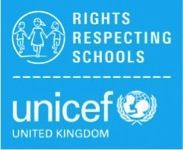 RIGHTS
RESPECTING
SCHOOLS
unicef
UNITED KINGDOM